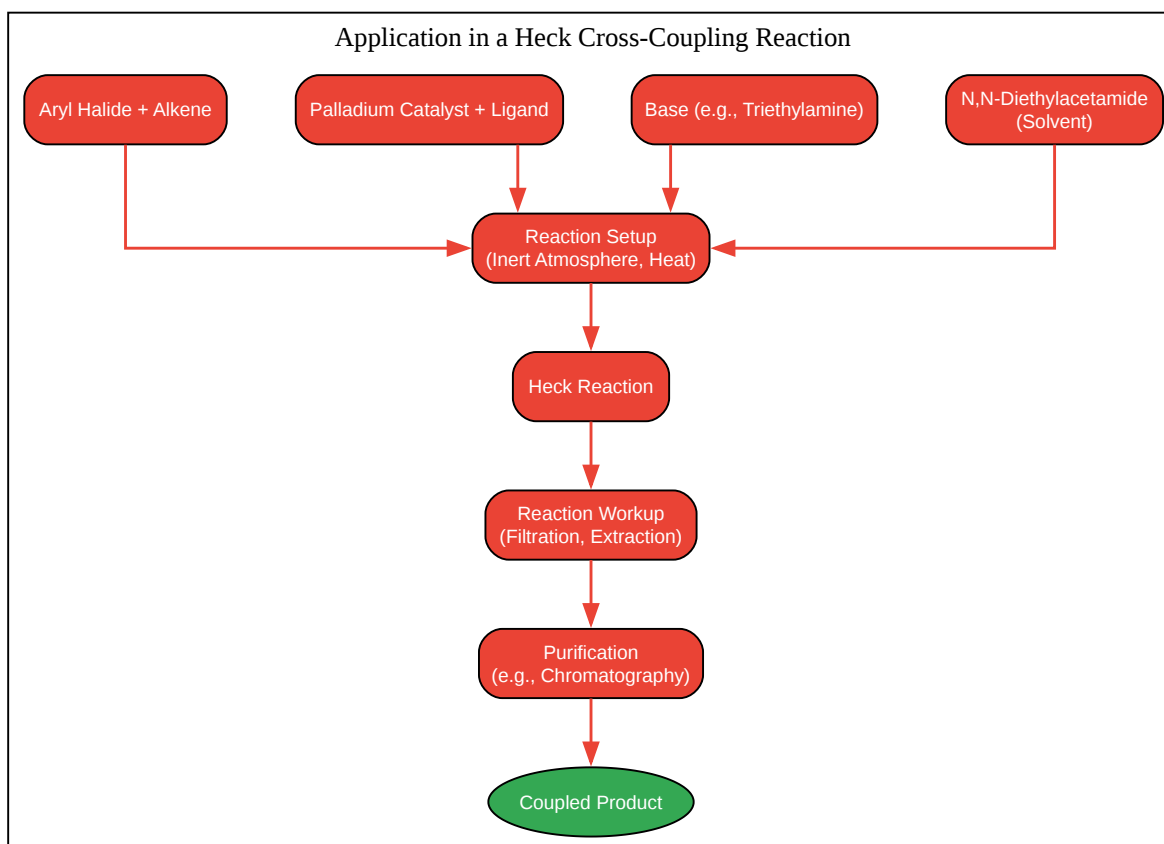 Application in a Heck Cross-Coupling Reaction
Aryl Halide + Alkene
Palladium Catalyst + Ligand
Base (e.g., Triethylamine)
N,N-Diethylacetamide
(Solvent)
Reaction Setup
(Inert Atmosphere, Heat)
Heck Reaction
Reaction Workup
(Filtration, Extraction)
Purification
(e.g., Chromatography)
Coupled Product